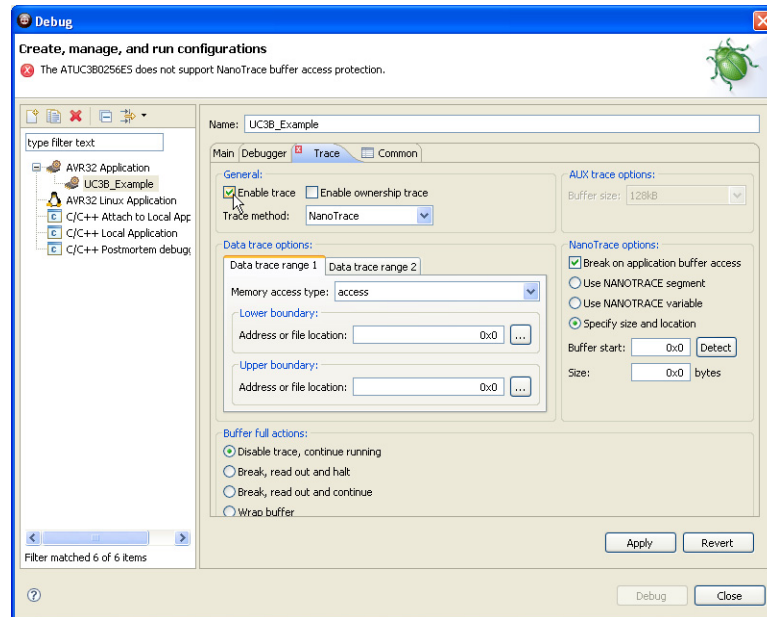 Debug
Create, manage, and run configurations
The ATUC3B0256ES does not support NanoTrace buffer access protection.
type filter text
AVR32 Application
UC3B_Example
AVR32 Linux Application
C/C++ Attach to Local App
C/C++ Local Application
C/C++ Postmortem debugg
Filter matched 6 of 6 items
Name: UC3B_Example
Main Debugger Trace Common
General:
Enable trace Enable ownership trace
Trace method: NanoTrace
AUX trace options:
Buffer size: 128kB
Data trace options:
Data trace range 1 Data trace range 2
Memory access type: access
Lower boundary:
Address or file location: 0x0 ...
Upper boundary:
Address or file location: 0x0 ...
NanoTrace options:
Break on application buffer access
Use NANOTRACE segment
Use NANOTRACE variable
Specify size and location
Buffer start: 0x0 Detect
Size: 0x0 bytes
Buffer full actions:
Disable trace, continue running
Break, read out and halt
Break, read out and continue
Wrap buffer
Apply Revert
? Debug Close